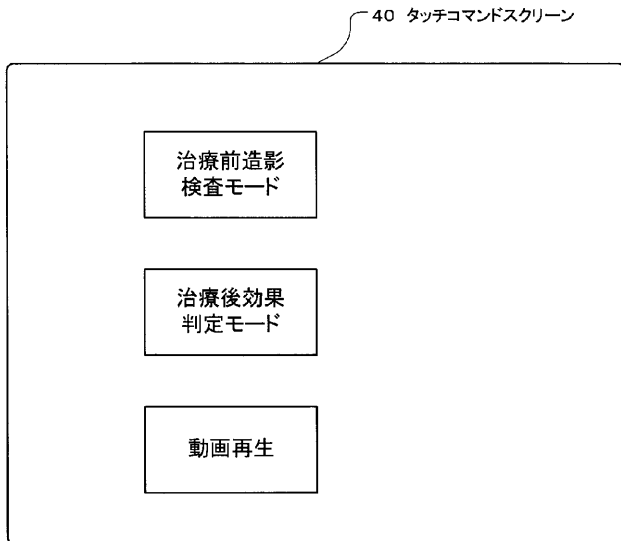 40 タッチコマンドスクリーン
治療前造影
検査モード
治療後効果
判定モード
動画再生